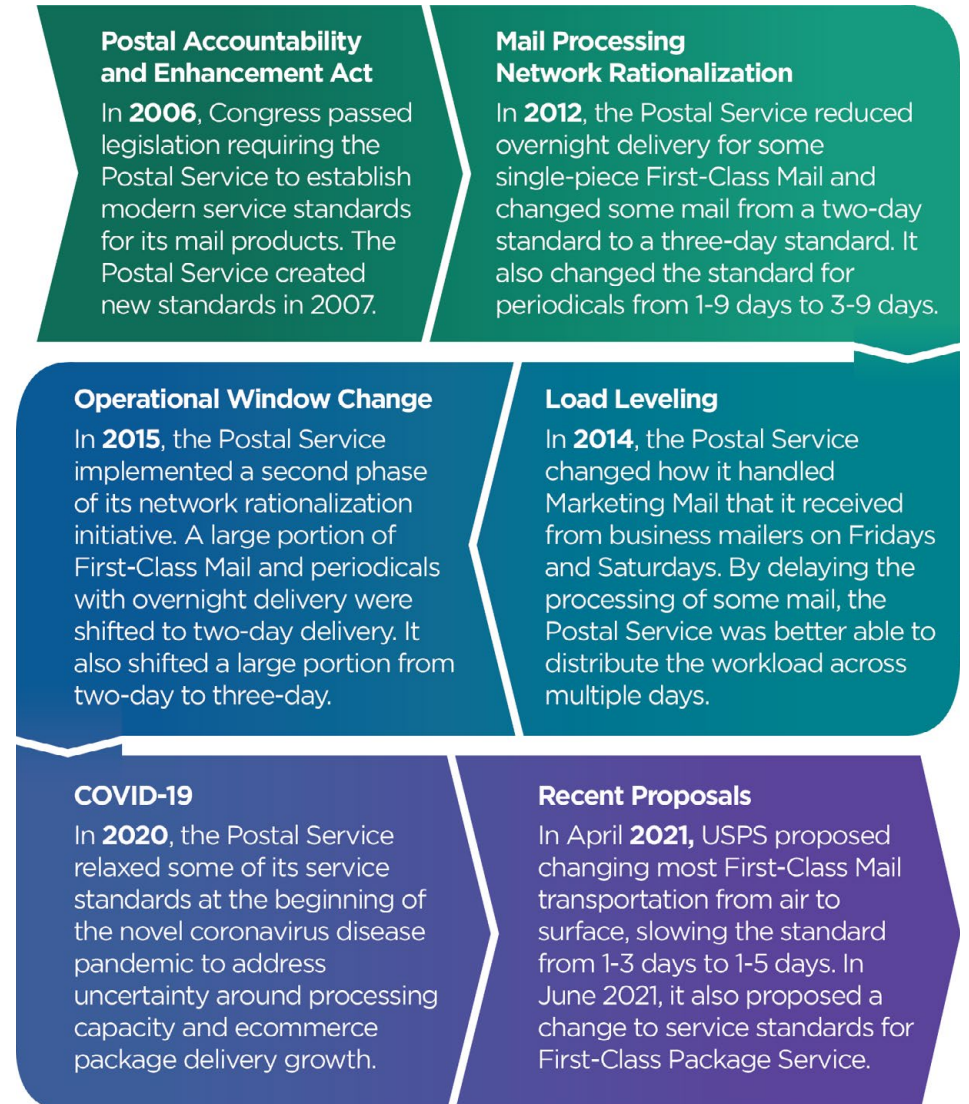 Postal Accountability
and Enhancement Act
In 2006, Congress passed
legislation requiring the
Postal Service to establish
modern service standards
for its mail products. The
Postal Service created
new standards in 2007.
Mail Processing
Network Rationalization
In 2012, the Postal Service reduced
overnight delivery for some
single-piece First-Class Mail and
changed some mail from a two-day
standard to a three-day standard. It
also changed the standard for
periodicals from 1-9 days to 3-9 days.
Load Leveling
In 2014, the Postal Service
changed how it handled
Marketing Mail that it received
from business mailers on Fridays
and Saturdays. By delaying the
processing of some mail, the
Postal Service was better able to
distribute the workload across
multiple days.
Operational Window Change
In 2015, the Postal Service
implemented a second phase
of its network rationalization
initiative. A large portion of
First-Class Mail and periodicals
with overnight delivery were
shifted to two-day delivery. It
also shifted a large portion from
two-day to three-day.
COVID-19
In 2020, the Postal Service
relaxed some of its service
standards at the beginning of
the novel coronavirus disease
pandemic to address
uncertainty around processing
capacity and ecommerce
package delivery growth.
Recent Proposals
In April 2021, USPS proposed
changing most First-Class Mail
transportation from air to
surface, slowing the standard
from 1-3 days to 1-5 days. In
June 2021, it also proposed a
change to service standards for
First-Class Package Service.